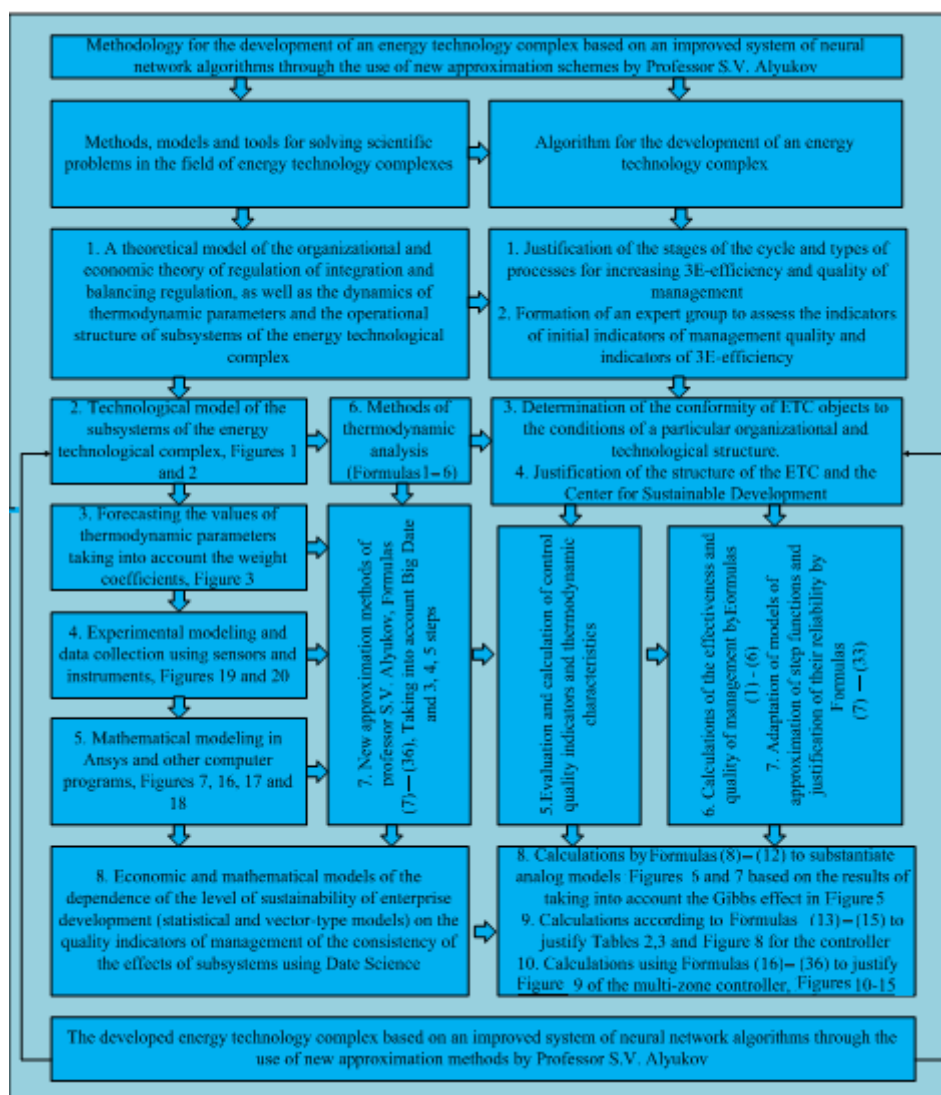 Methodology for the development of an energy technology complex based on an improved system of neural
network algorithms through the use of new approximation schemes by Professor S.V. Alyukov
Methods, models and tools for solving scientific
problems in the field of energy technology complexes
Algorithm for the development of an energy
technology complex
1. A theoretical model of the organizational and
economic theory of regulation of integration and
balancing regulation, as well as the dynamics of
thermodynamic parameters and the operational
structure of subsystems of the energy technological
complex
1. Justification of the stages of the cycle and types of
processes for increasing 3E-efficiency and quality of
management
2. Formation of an expert group to assess the indicators
of initial indicators of management quality and
indicators of 3E-efficiency
2. Technological model of the
subsystems of the energy
technological complex, Figures 1
and 2
6. Methods of
thermodynamic
analysis
(Formulas 1–6)
3. Determination of the conformity of ETC objects to
the conditions of a particular organizational and
technological structure.
4. Justification of the structure of the ETC and the
Center for Sustainable Development
3. Forecasting the values of
thermodynamic parameters
taking into account the weight
coefficients, Figure 3
4. Experimental modeling and
data collection using sensors and
instruments, Figures 19 and 20
5. Mathematical modeling in
Ansys and other computer
programs, Figures 7, 16, 17 and
18
7. New approximation methods of
professor S.V. Alyukov, Formulas
(7)—(36), Taking into account Big Date
and 3, 4, 5 steps
5.Evaluation and calculation of control
quality indicators and thermodynamic
characteristics
6. Calculations of the effectiveness and
quality of management by Formulas
(1) - (6)
7. Adaptation of models of
approximation of step functions and
justification of their reliability by
Formulas
(7) — (33)
8. Economic and mathematical models of the
dependence of the level of sustainability of enterprise
development (statistical and vector-type models) on the
quality indicators of management of the consistency of
the effects of subsystems using Date Science
8. Calculations by Formulas (8)–(12) to substantiate
analog models Figures 6 and 7 based on the results of
taking into account the Gibbs effect in Figure 5
9. Calculations according to Formulas (13)–(15) to
justify Tables 2,3 and Figure 8 for the controller
10. Calculations using Formulas (16)–(36) to justify
Figure 9 of the multi-zone controller, Figures 10-15
The developed energy technology complex based on an improved system of neural network algorithms through the
use of new approximation methods by Professor S.V. Alyukov